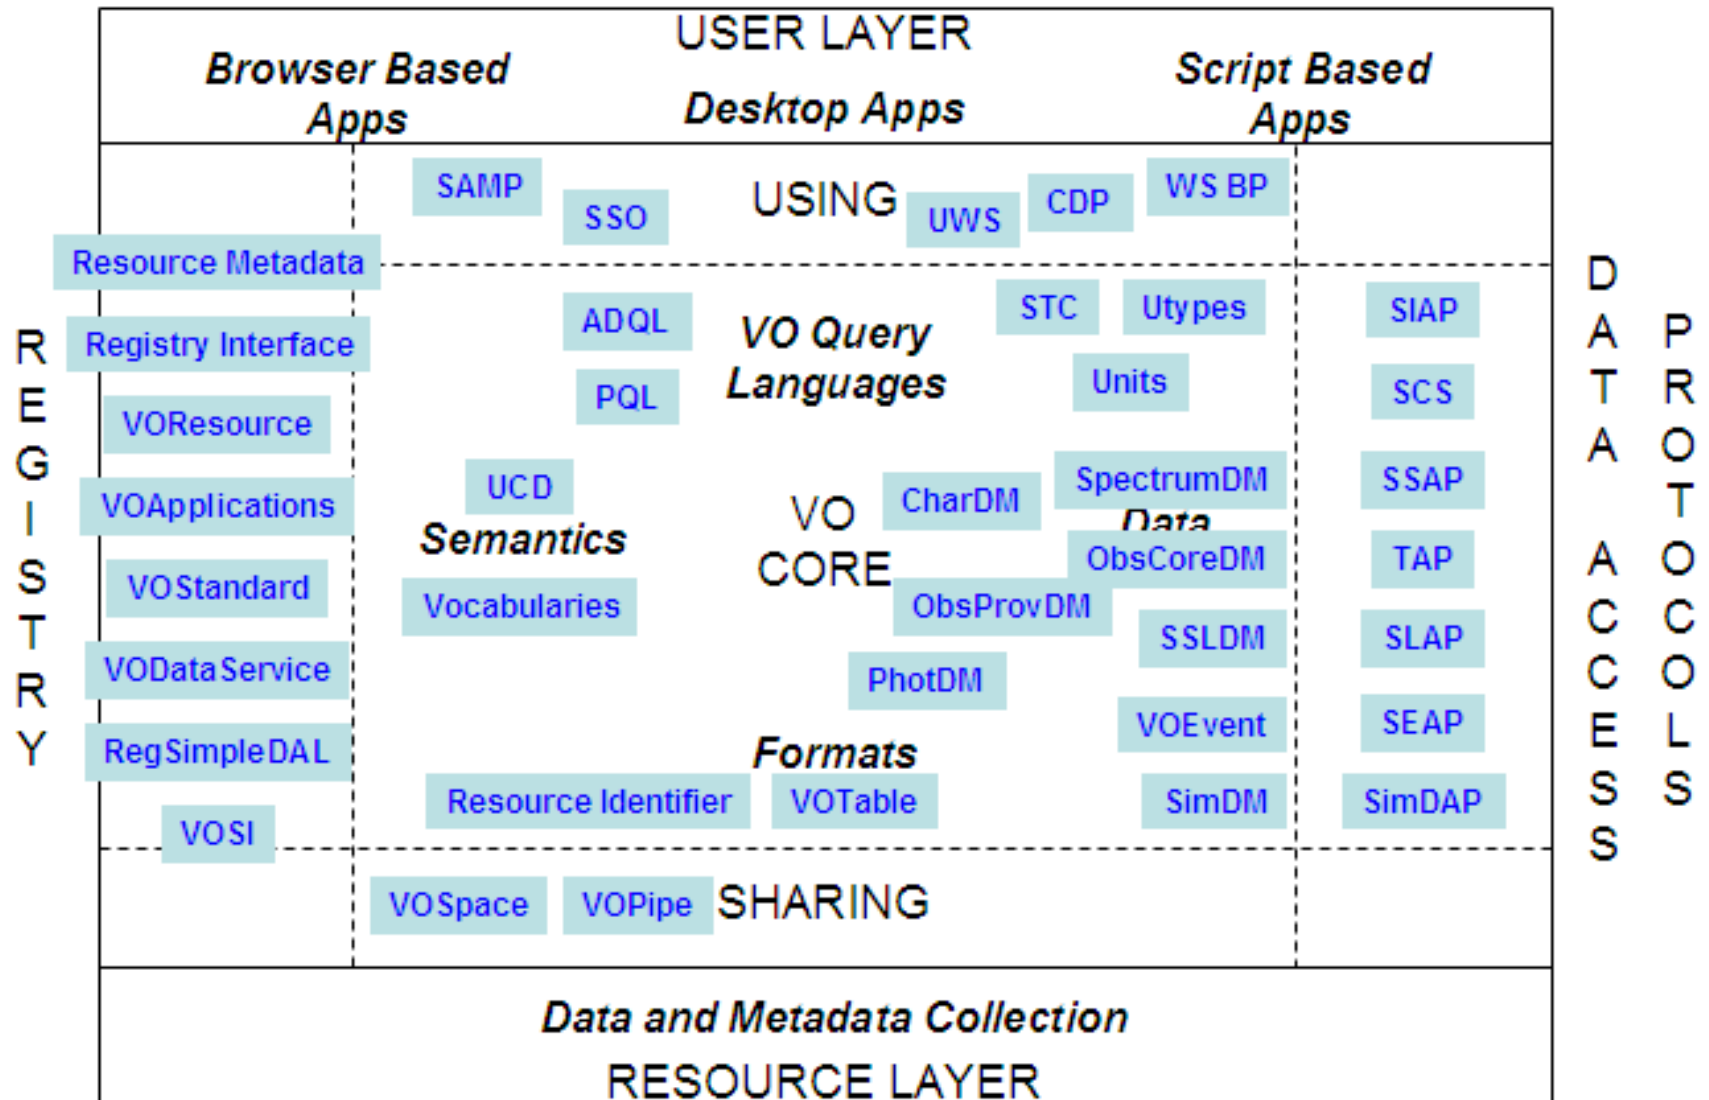 USER LAYER
Browser Based
Apps
Desktop Apps
Script Based
Apps
SAMP
SSO
USING
UWS
CDP
WS BP
REGISTRY
Resource Metadata
Registry Interface
VOResource
VOApplications
VOStandard
VODataService
RegSimpleDAL
VOSI
ADQL
PQL
VO Query
Languages
STC
Utypes
Units
UCD
Semantics
Vocabularies
VO
CORE
CharDM
SpectrumDM
Data
ObsCoreDM
ObsProvDM
SSLDM
PhotDM
VOEvent
Formats
Resource Identifier
VOTable
SimDM
SIAP
SCS
SSAP
TAP
SLAP
SEAP
SimDAP
DATA ACCESS
PROTOCOLS
VOSpace
VOPipe
SHARING
Data and Metadata Collection
RESOURCE LAYER